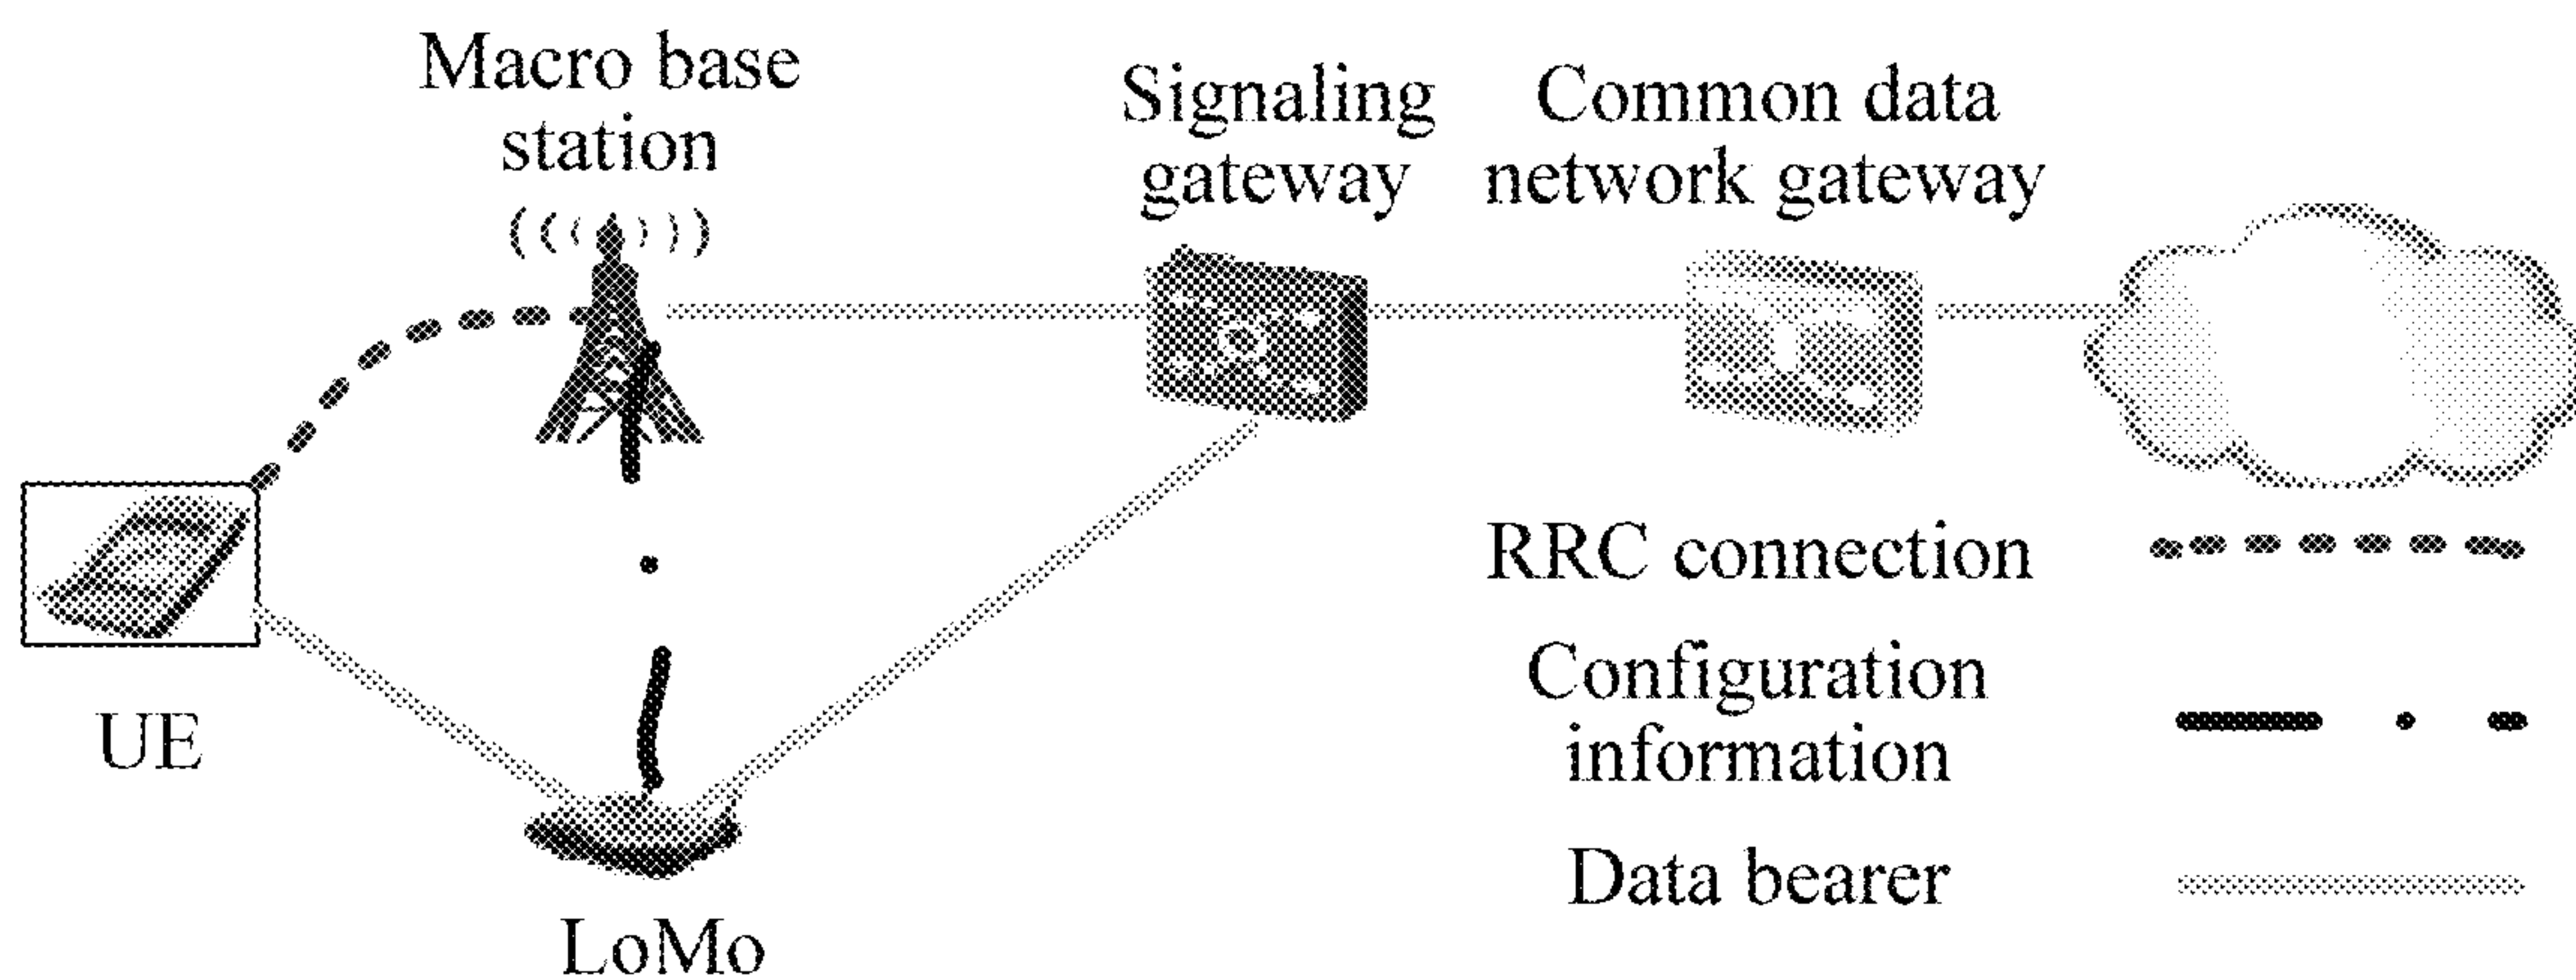 Macro base
station
Signaling
gateway
Common data
network gateway
UE
LoMo
RRC connection
Configuration
information
Data bearer